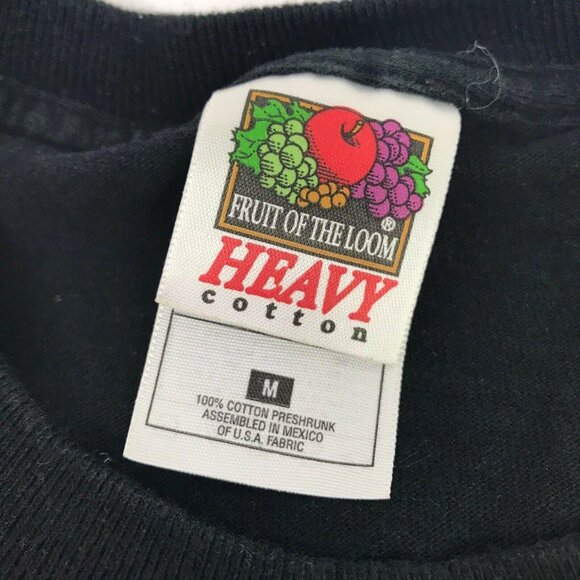 FRUIT OF THE LOOM
®
HEAVY
cotton
M
100% COTTON PRESHRUNK
ASSEMBLED IN MEXICO
OF U.S.A. FABRIC